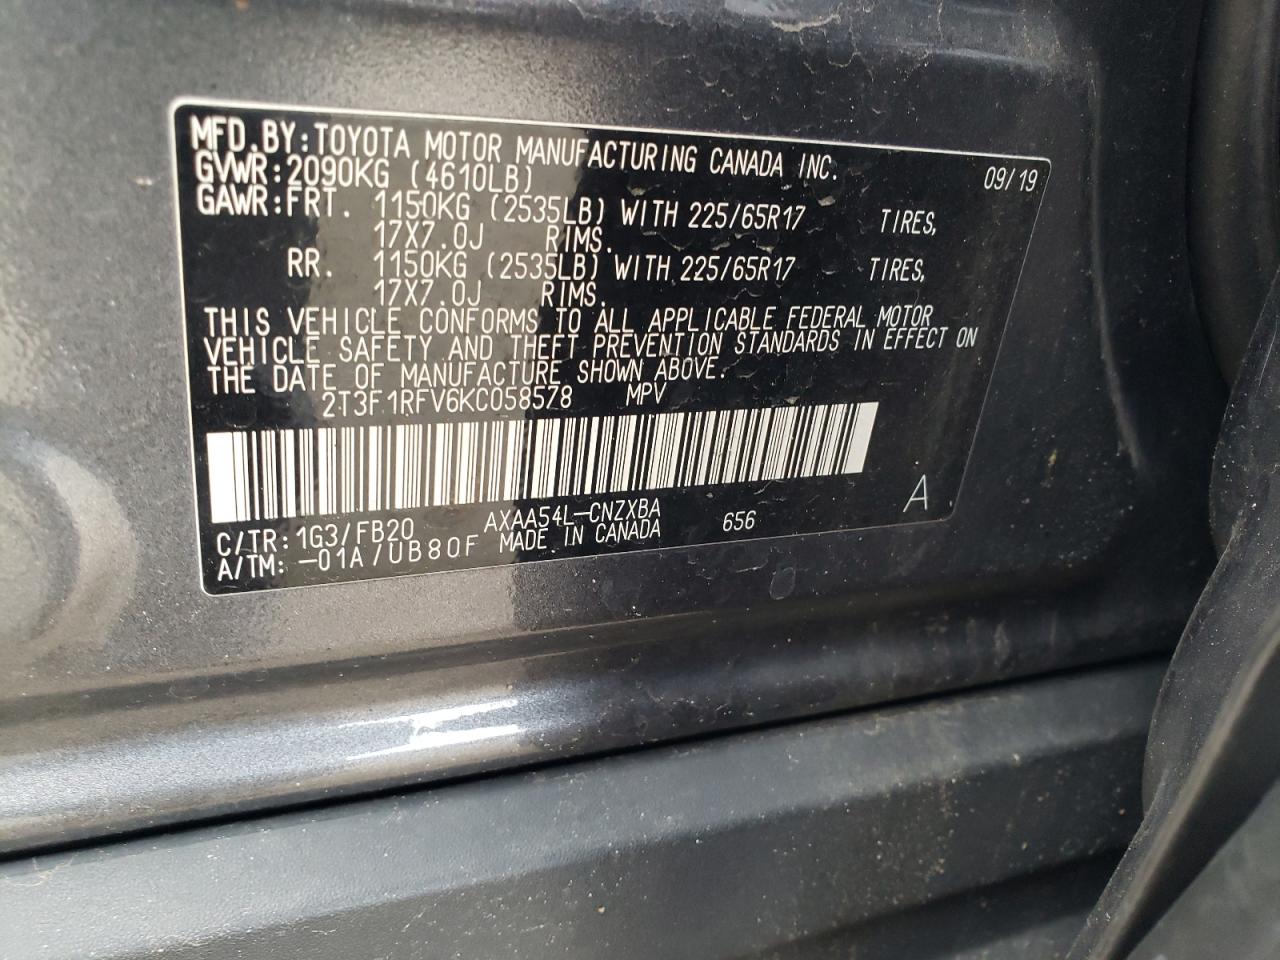 MFD.BY:TOYOTA MOTOR MANUFACTURING CANADA INC. 09/19
GVWR:2090KG (4610LB)
GAWR:FRT. 1150KG (2535LB) WITH 225/65R17 TIRES,
17X7.0J RIMS.
RR. 1150KG (2535LB) WITH 225/65R17 TIRES,
17X7.0J RIMS.
THIS VEHICLE CONFORMS TO ALL APPLICABLE FEDERAL MOTOR
VEHICLE SAFETY AND THEFT PREVENTION STANDARDS IN EFFECT ON
THE DATE OF MANUFACTURE SHOWN ABOVE.
2T3F1RFV6KC058578 MPV
A
C/TR:1G3/FB20 AXAA54L-CNZXBA 656
A/TM:-01A/UB80F MADE IN CANADA